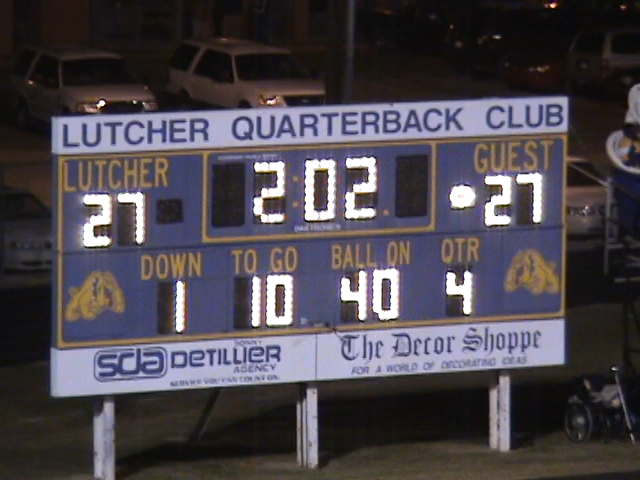 LUTCHER QUARTERBACK CLUB
LUTCHER 2:02 GUEST
27 27
DOWN TO GO BALL ON QTR
1 10 40 4
sda DETILLIER
AGENCY
The Decor Shoppe
FOR A WORLD OF DECORATING IDEAS